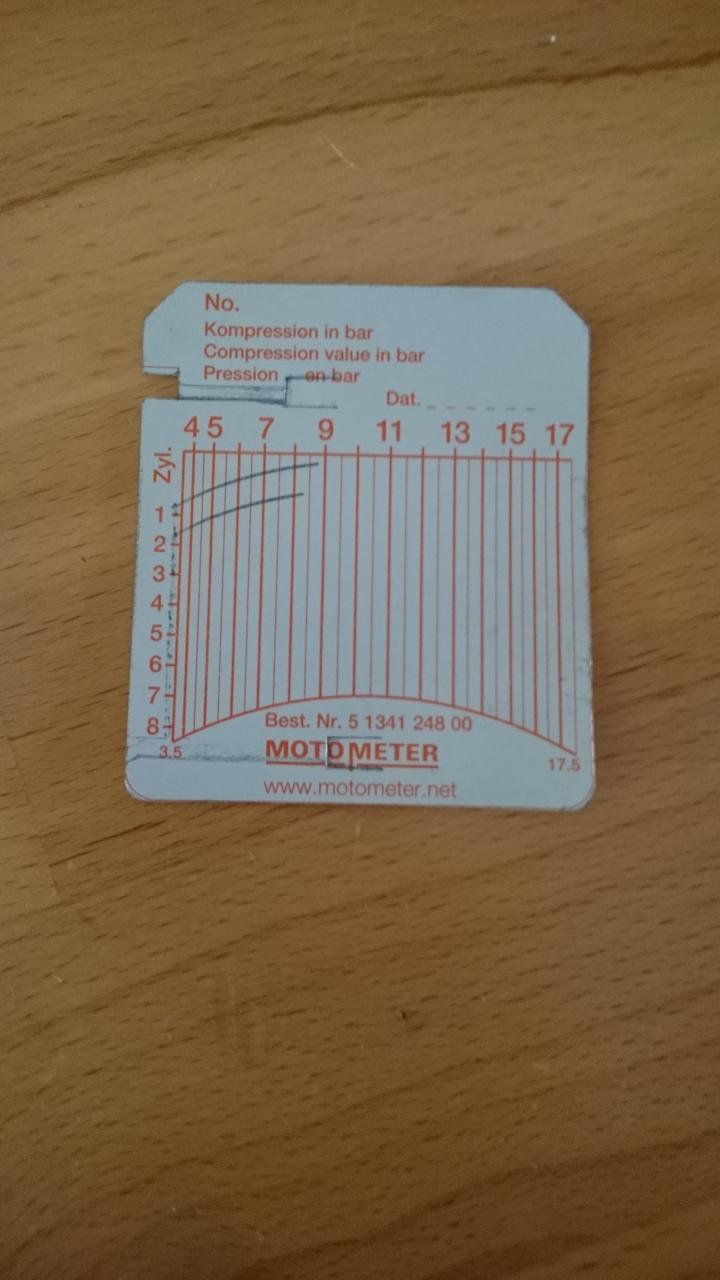 No.
Kompression in bar
Compression value in bar
Pression en bar
Dat.
4 5 7 9 11 13 15 17
Zyl.
1
2
3
4
5
6
7
8
3.5
17.5
Best. Nr. 5 1341 248 00
MOTOMETER
www.motometer.net